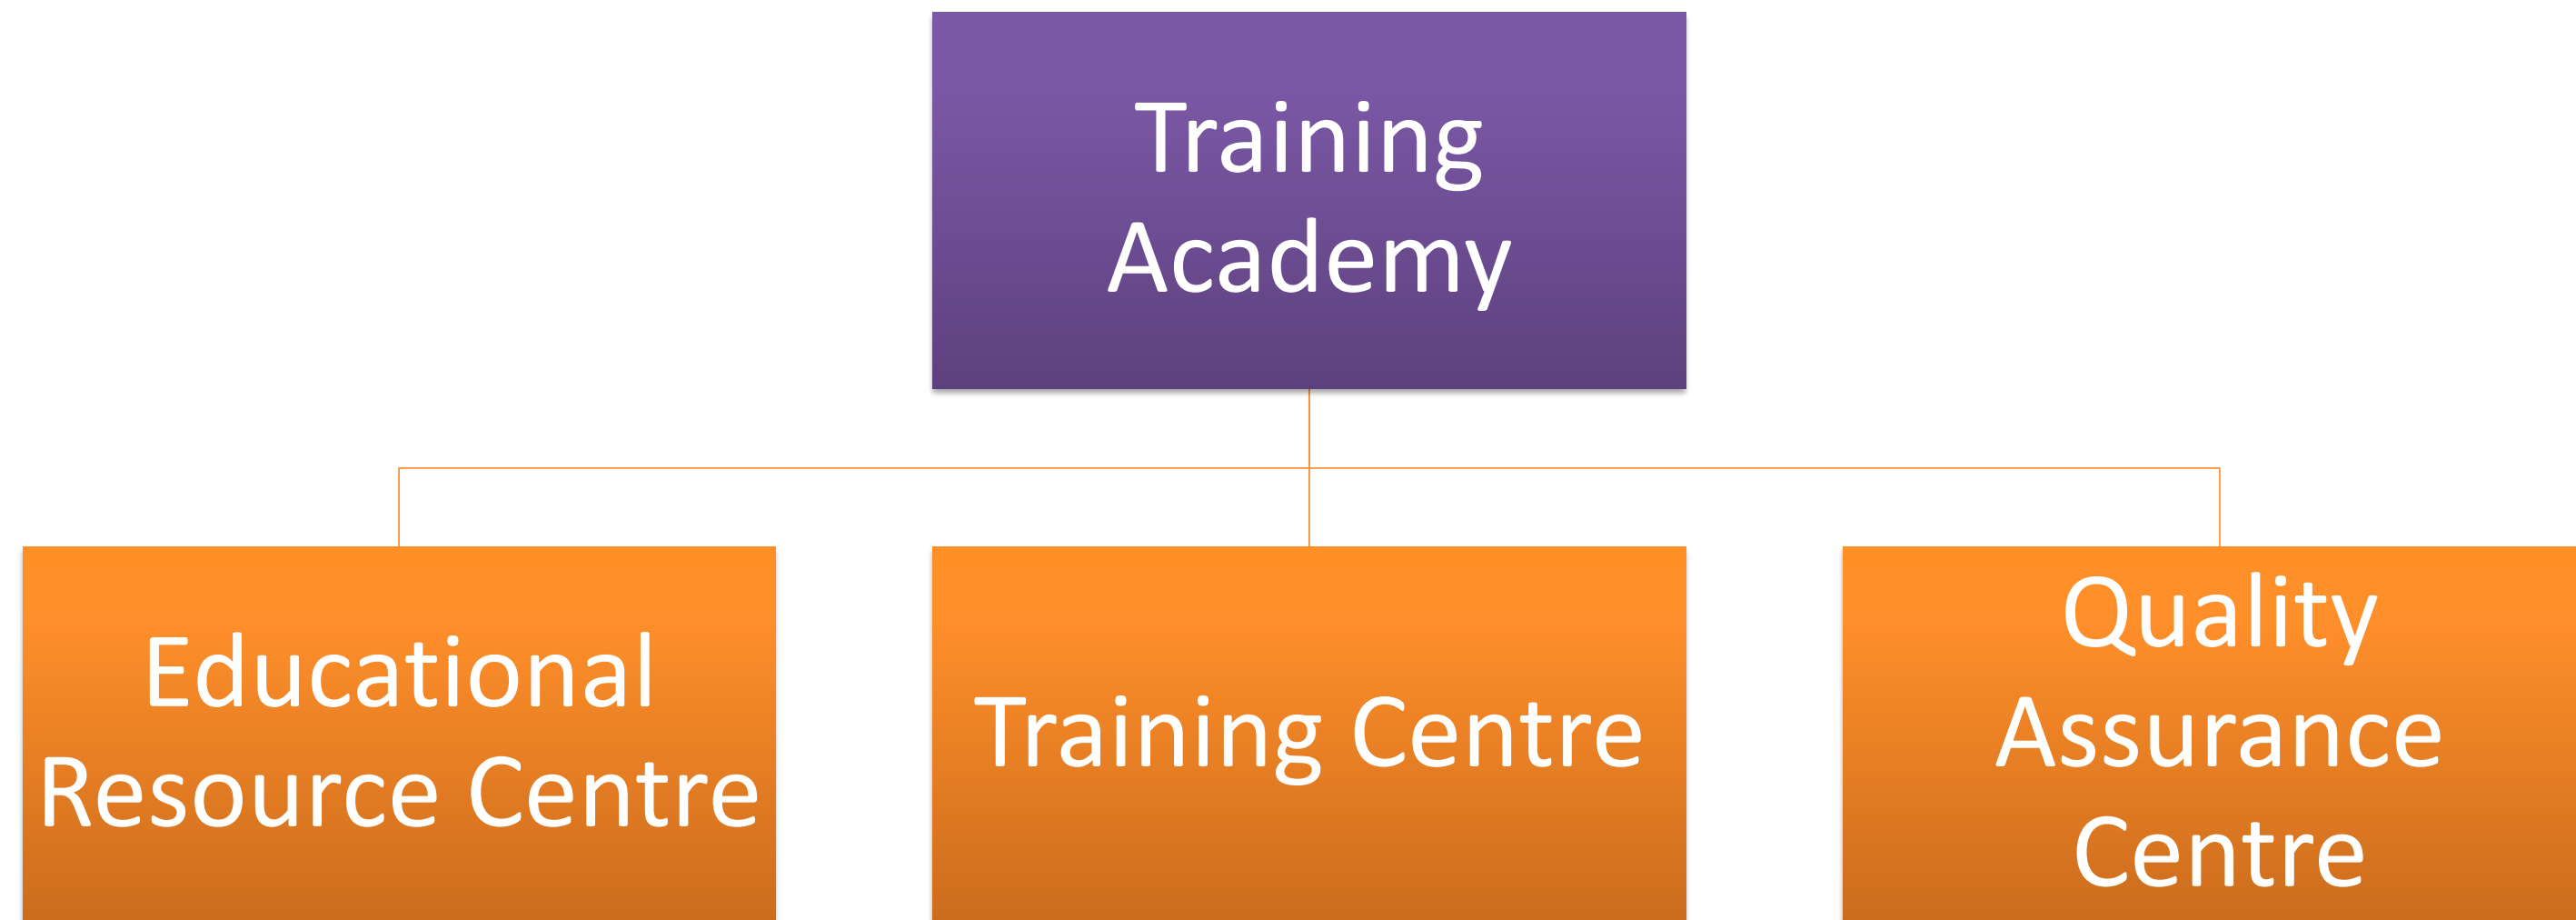 Training
Academy
Educational
Resource Centre
Training Centre
Quality
Assurance
Centre